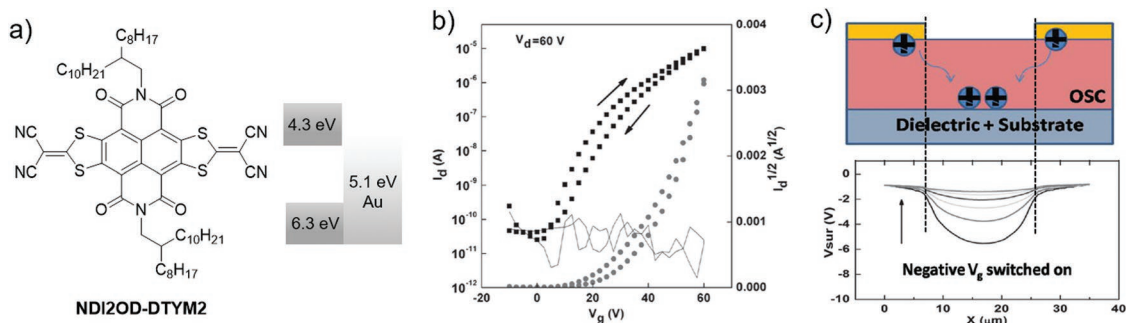 a)
C8H17
C10H21
O N O
NC S S CN
NC S S CN
O N O
C10H21
C8H17
NDI2OD-DTYM2
4.3 eV
6.3 eV
5.1 eV
Au
b)
Vd=60 V
10-5
10-6
10-7
10-8
10-9
10-10
10-11
10-12
Id (A)
0.004
0.003
0.002
0.001
0.000
Id1/2 (A1/2)
-20 0 20 40 60
Vg (V)
c)
OSC
Dielectric + Substrate
0
-2
-4
-6
-8
-10
Vsur (V)
Negative Vg switched on
0 10 20 30
X (μm)